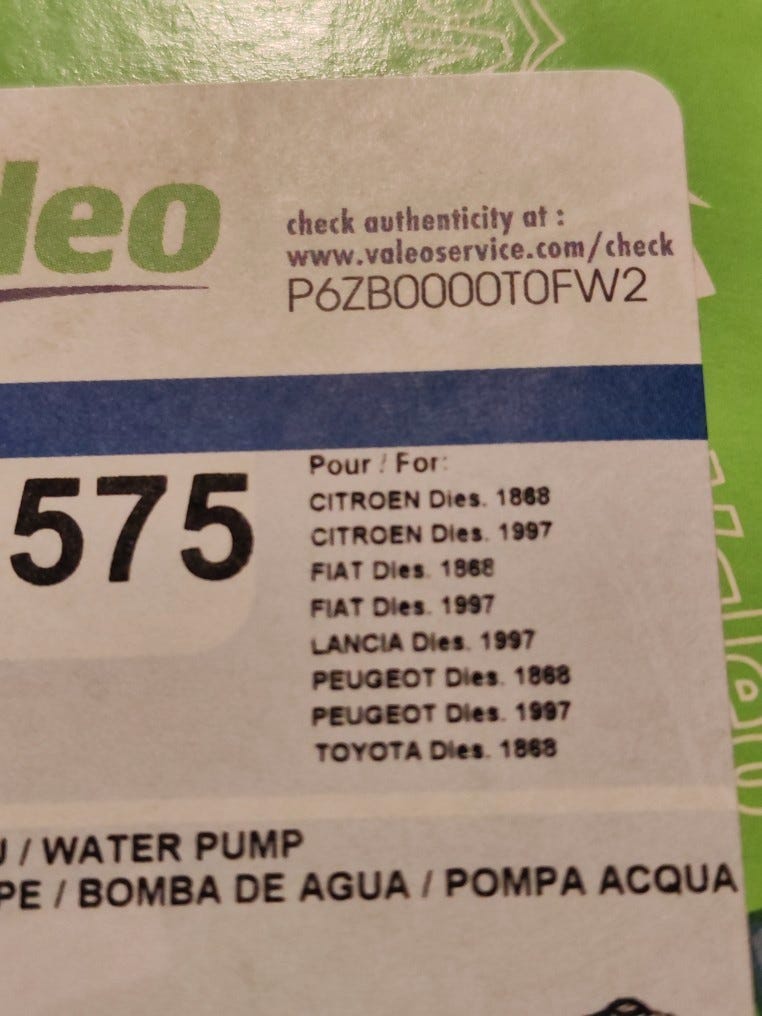 leo
check authenticity at :
www.valeoservice.com/check
P6ZB0000T0FW2
575
Pour / For:
CITROEN Dies. 1868
CITROEN Dies. 1997
FIAT Dies. 1868
FIAT Dies. 1997
LANCIA Dies. 1997
PEUGEOT Dies. 1868
PEUGEOT Dies. 1997
TOYOTA Dies. 1868
/ WATER PUMP
PE / BOMBA DE AGUA / POMPA ACQUA
Valeo